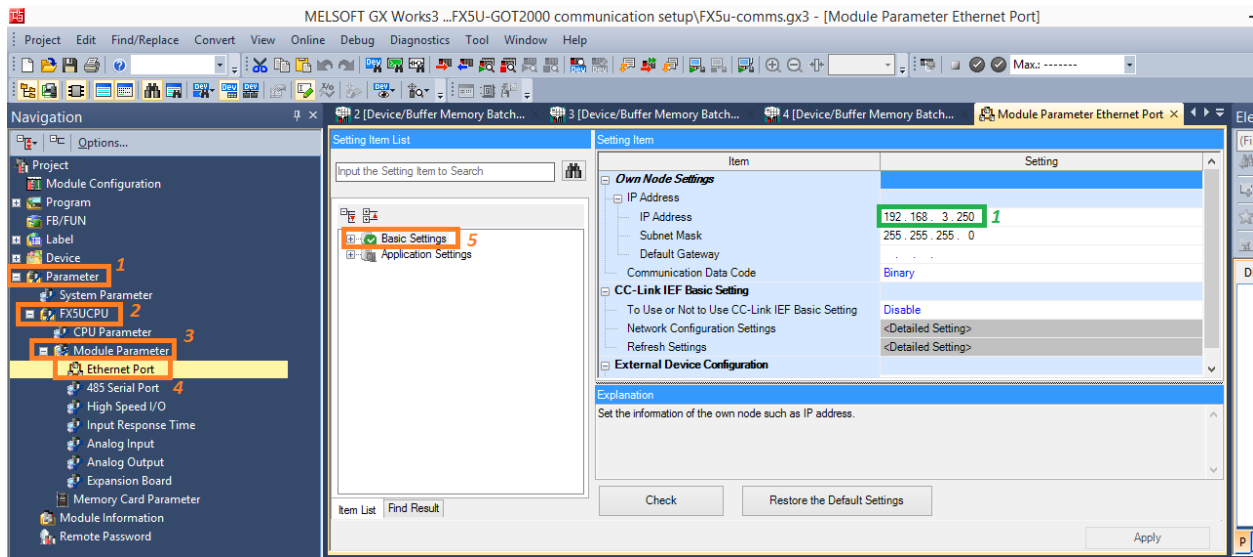 MELSOFT GX Works3 ...FX5U-GOT2000 communication setup\FX5u-comms.gx3 - [Module Parameter Ethernet Port]
Project Edit Find/Replace Convert View Online Debug Diagnostics Tool Window Help
Max.: -------
Navigation
Options...
Project
Module Configuration
Program
FB/FUN
Label
Device
1
Parameter
System Parameter
FX5UCPU 2
CPU Parameter
3
Module Parameter
Ethernet Port
485 Serial Port 4
High Speed I/O
Input Response Time
Analog Input
Analog Output
Expansion Board
Memory Card Parameter
Module Information
Remote Password
2 [Device/Buffer Memory Batch... 3 [Device/Buffer Memory Batch... 4 [Device/Buffer Memory Batch... Module Parameter Ethernet Port
Setting Item List
Input the Setting Item to Search
Basic Settings 5
Application Settings
Item List Find Result
Setting Item
Item Setting
Own Node Settings
IP Address
IP Address 192 . 168 . 3 . 250 1
Subnet Mask 255 . 255 . 255 . 0
Default Gateway . . .
Communication Data Code Binary
CC-Link IEF Basic Setting
To Use or Not to Use CC-Link IEF Basic Setting Disable
Network Configuration Settings <Detailed Setting>
Refresh Settings <Detailed Setting>
External Device Configuration
Explanation
Set the information of the own node such as IP address.
Check Restore the Default Settings
Apply
Ele
(Fi
P